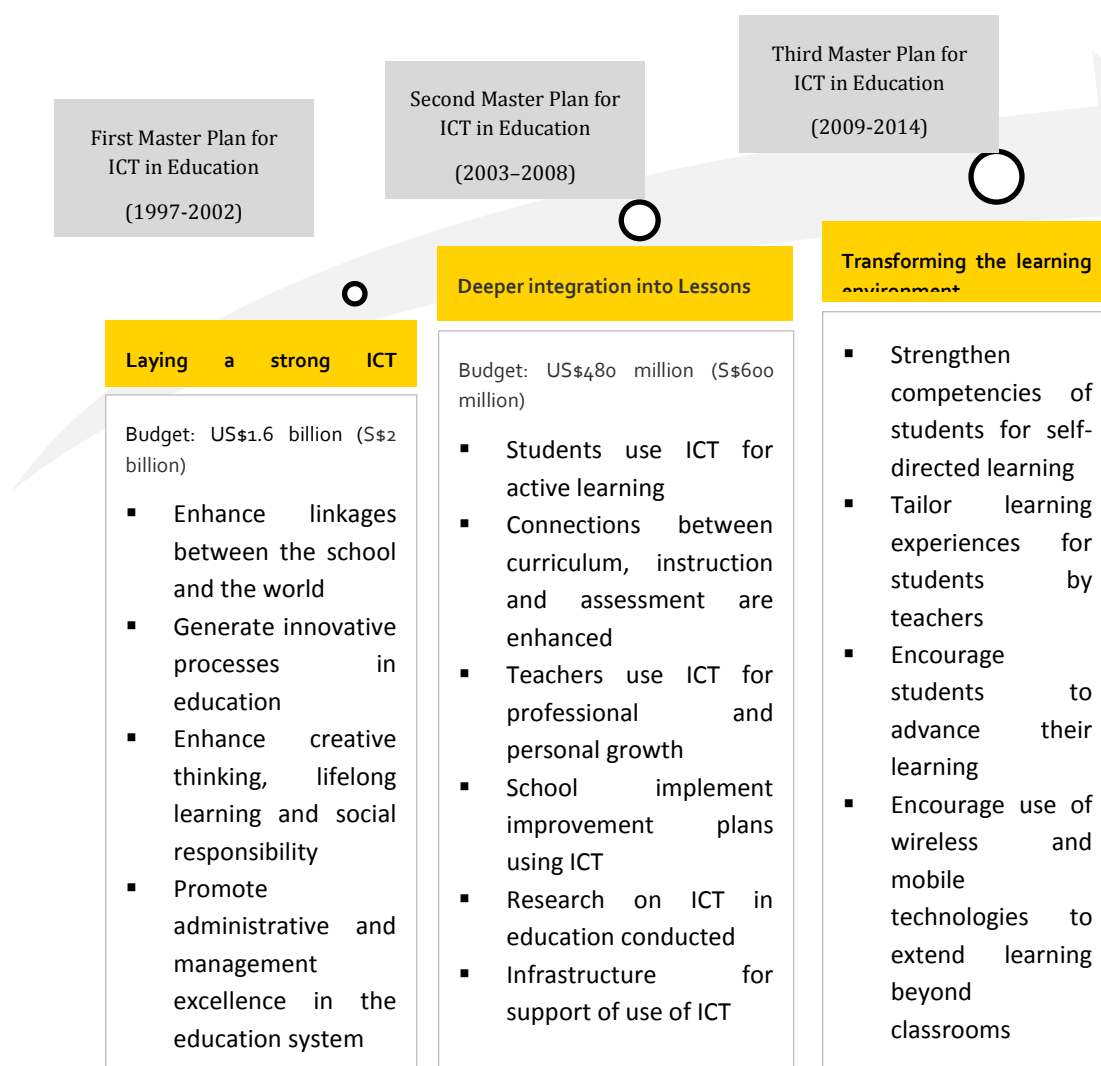 First Master Plan for
ICT in Education
(1997-2002)
Second Master Plan for
ICT in Education
(2003–2008)
Third Master Plan for
ICT in Education
(2009-2014)
Laying a strong ICT
Budget: US$1.6 billion (S$2
billion)
▪ Enhance linkages
between the school
and the world
▪ Generate innovative
processes in
education
▪ Enhance creative
thinking, lifelong
learning and social
responsibility
▪ Promote
administrative and
management
excellence in the
education system
Deeper integration into Lessons
Budget: US$480 million (S$600
million)
▪ Students use ICT for
active learning
▪ Connections between
curriculum, instruction
and assessment are
enhanced
▪ Teachers use ICT for
professional and
personal growth
▪ School implement
improvement plans
using ICT
▪ Research on ICT in
education conducted
▪ Infrastructure for
support of use of ICT
Transforming the learning
environment
▪ Strengthen
competencies of
students for self-
directed learning
▪ Tailor learning
experiences for
students by
teachers
▪ Encourage
students to
advance their
learning
▪ Encourage use of
wireless and
mobile
technologies to
extend learning
beyond
classrooms